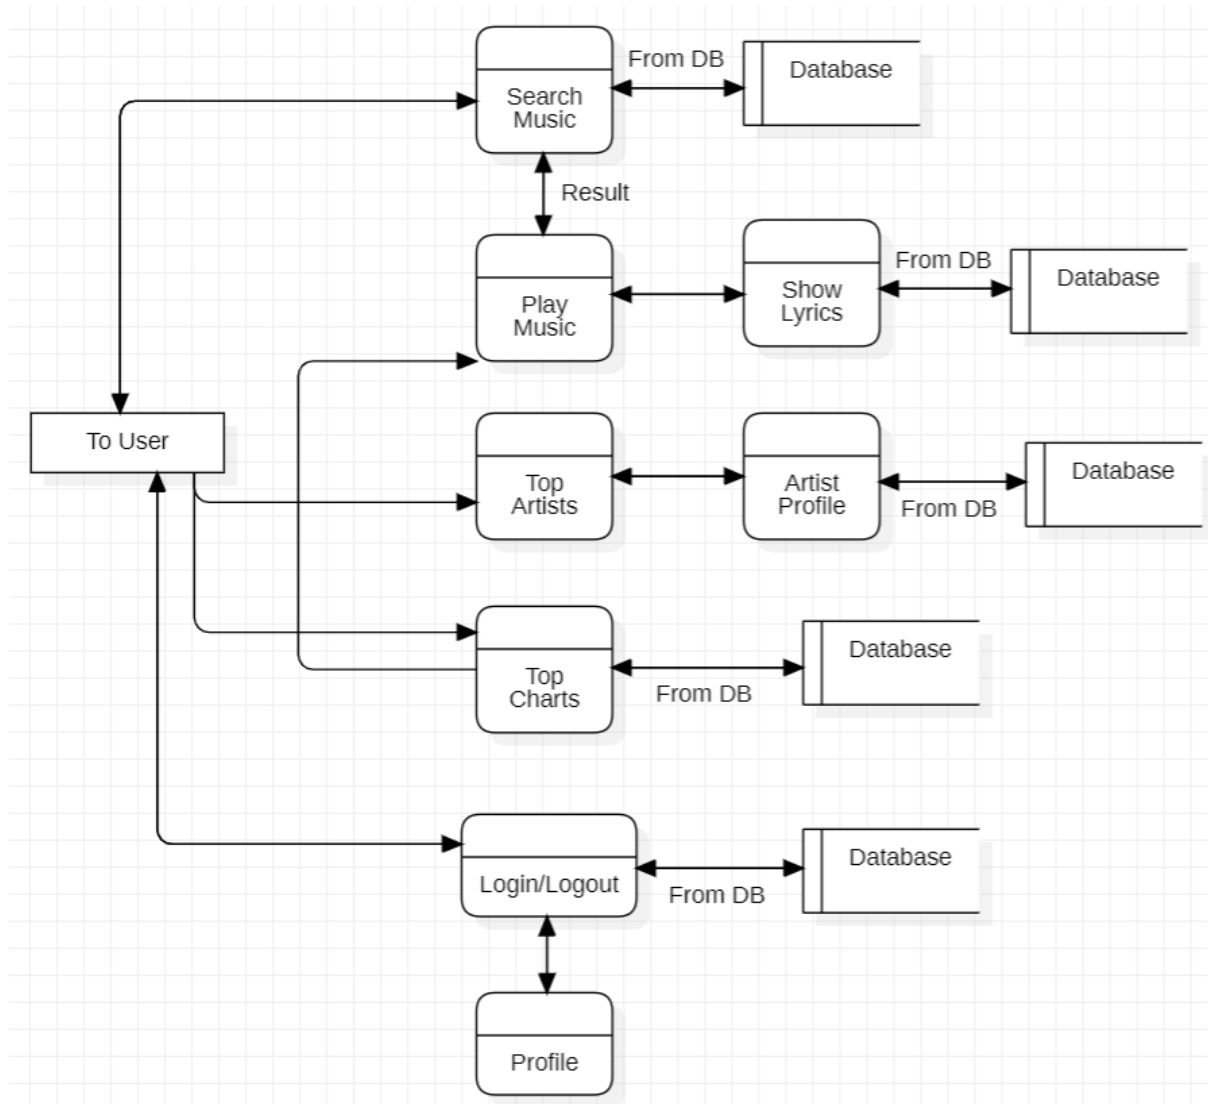 From DB
Database
Search
Music
Result
Play
Music
Show
Lyrics
From DB
Database
To User
Top
Artists
Artist
Profile
From DB
Database
Top
Charts
From DB
Database
Login/Logout
From DB
Database
Profile